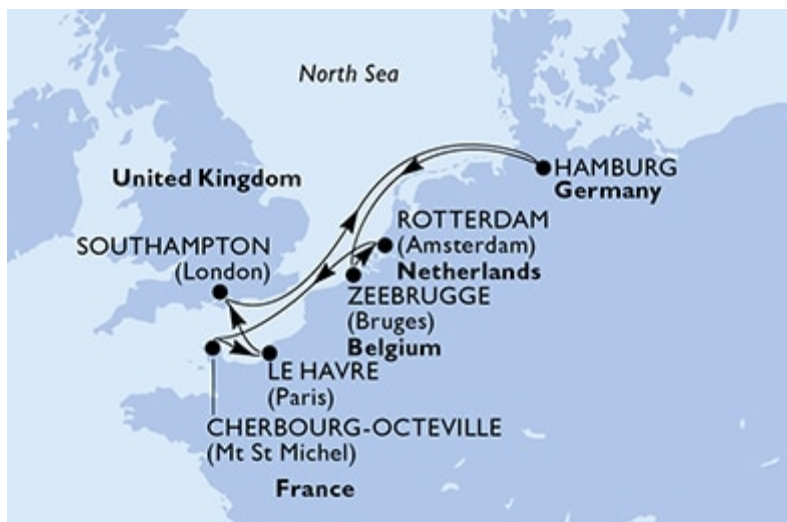 North Sea
United Kingdom
HAMBURG
Germany
ROTTERDAM
(Amsterdam)
Netherlands
SOUTHAMPTON
(London)
ZEEBRUGGE
(Bruges)
Belgium
LE HAVRE
(Paris)
CHERBOURG-OCTEVILLE
(Mt St Michel)
France